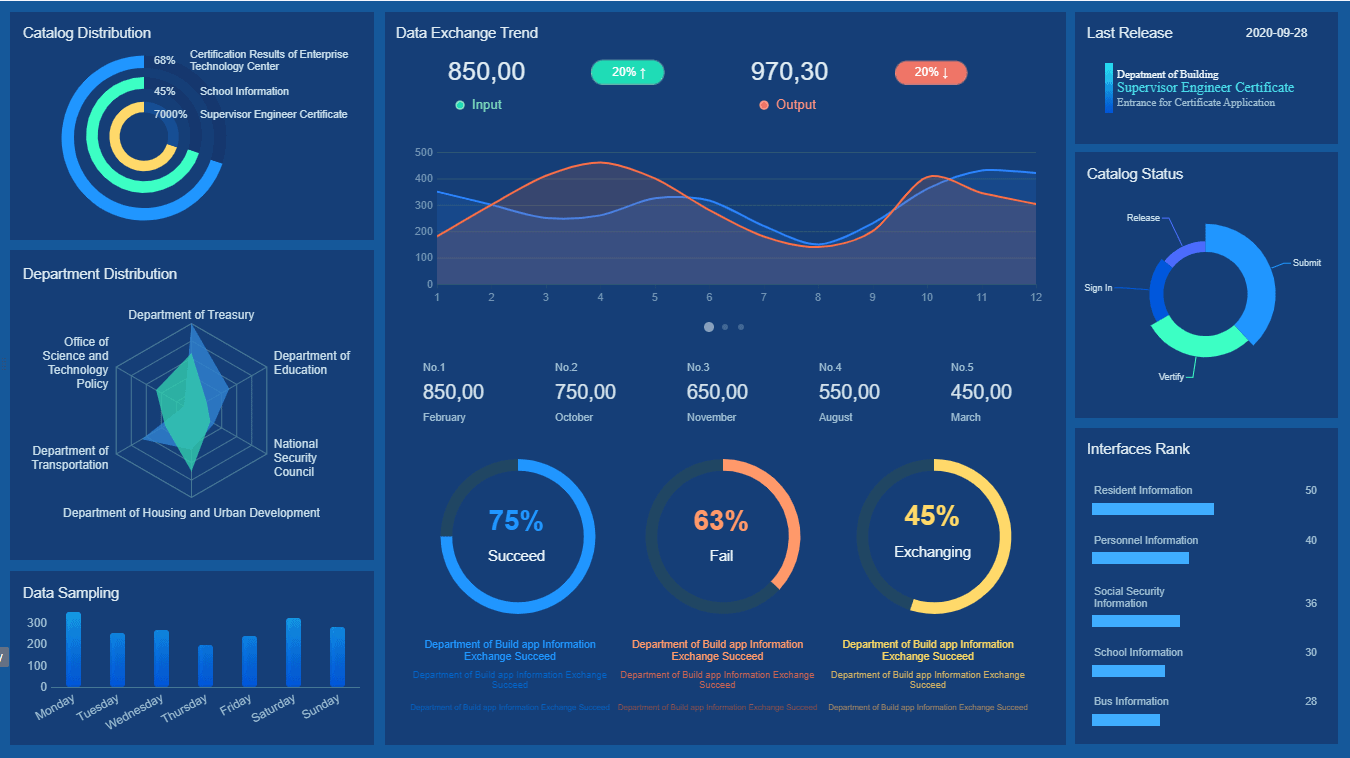 Catalog Distribution
68%
Certification Results of Enterprise
Technology Center
45%
School Information
7000%
Supervisor Engineer Certificate
Department Distribution
Department of Treasury
Office of
Science and
Technology
Policy
Department of
Education
Department of
Transportation
National
Security
Council
Department of Housing and Urban Development
Data Sampling
300
200
100
0
Monday
Tuesday
Wednesday
Thursday
Friday
Saturday
Sunday
y
Data Exchange Trend
850,00
20% ↑
970,30
20% ↓
Input
Output
500
400
300
200
100
0
1 2 3 4 5 6 7 8 9 10 11 12
No.1 No.2 No.3 No.4 No.5
850,00 750,00 650,00 550,00 450,00
February October November August March
75%
Succeed
63%
Fail
45%
Exchanging
Department of Build app Information
Exchange Succeed
Department of Build app Information Exchange
Succeed
Department of Build app Information Exchange Succeed
Department of Build app Information
Exchange Succeed
Department of Build app Information Exchange
Succeed
Department of Build app Information Exchange Succeed
Department of Build app Information
Exchange Succeed
Department of Build app Information Exchange
Succeed
Department of Build app Information Exchange Succeed
Last Release
2020-09-28
Depatment of Building
Supervisor Engineer Certificate
Entrance for Certificate Application
Catalog Status
Release
Submit
Sign In
Vertify
Interfaces Rank
Resident Information 50
Personnel Information 40
Social Security
Information 36
School Information 30
Bus Information 28